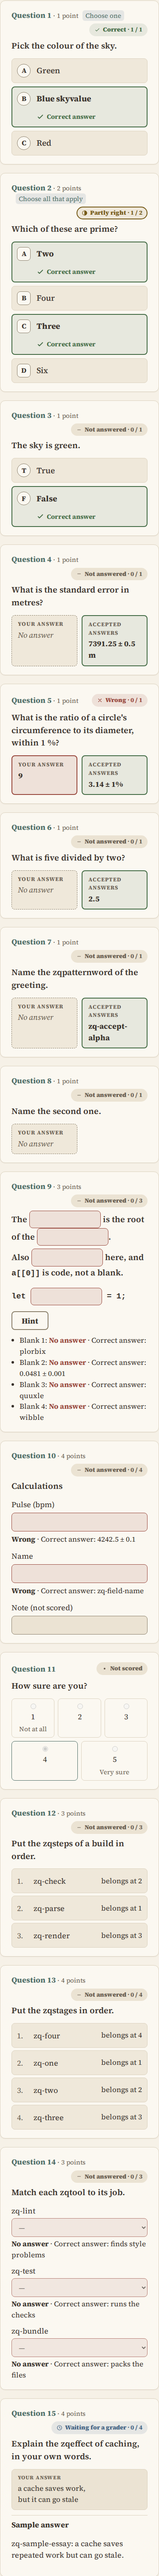 Question 1 · 1 point Choose one
✓ Correct · 1 / 1
Pick the colour of the sky.
A Green
B Blue skyvalue
✓ Correct answer
C Red
Question 2 · 2 points
Choose all that apply
Partly right · 1 / 2
Which of these are prime?
A Two
✓ Correct answer
B Four
C Three
✓ Correct answer
D Six
Question 3 · 1 point
– Not answered · 0 / 1
The sky is green.
T True
F False
✓ Correct answer
Question 4 · 1 point
– Not answered · 0 / 1
What is the standard error in
metres?
YOUR ANSWER
No answer
ACCEPTED
ANSWERS
7391.25 ± 0.5
m
Question 5 · 1 point
× Wrong · 0 / 1
What is the ratio of a circle's
circumference to its diameter,
within 1 %?
YOUR ANSWER
9
ACCEPTED
ANSWERS
3.14 ± 1%
Question 6 · 1 point
– Not answered · 0 / 1
What is five divided by two?
YOUR ANSWER
No answer
ACCEPTED
ANSWERS
2.5
Question 7 · 1 point
– Not answered · 0 / 1
Name the zqpatternword of the
greeting.
YOUR ANSWER
No answer
ACCEPTED
ANSWERS
zq-accept-
alpha
Question 8 · 1 point
– Not answered · 0 / 1
Name the second one.
YOUR ANSWER
No answer
Question 9 · 3 points
– Not answered · 0 / 3
The is the root
of the .
Also here, and
a[[0]] is code, not a blank.
let = 1;
Hint
• Blank 1: No answer · Correct answer:
plorbix
• Blank 2: No answer · Correct answer:
0.0481 ± 0.001
• Blank 3: No answer · Correct answer:
quuxle
• Blank 4: No answer · Correct answer:
wibble
Question 10 · 4 points
– Not answered · 0 / 4
Calculations
Pulse (bpm)
Wrong · Correct answer: 4242.5 ± 0.1
Name
Wrong · Correct answer: zq-field-name
Note (not scored)
Question 11
• Not scored
How sure are you?
1
Not at all
2
3
4
5
Very sure
Question 12 · 3 points
– Not answered · 0 / 3
Put the zqsteps of a build in
order.
1. zq-check belongs at 2
2. zq-parse belongs at 1
3. zq-render belongs at 3
Question 13 · 4 points
– Not answered · 0 / 4
Put the zqstages in order.
1. zq-four belongs at 4
2. zq-one belongs at 1
3. zq-two belongs at 2
4. zq-three belongs at 3
Question 14 · 3 points
– Not answered · 0 / 3
Match each zqtool to its job.
zq-lint
—
No answer · Correct answer: finds style
problems
zq-test
—
No answer · Correct answer: runs the
checks
zq-bundle
—
No answer · Correct answer: packs the
files
Question 15 · 4 points
Waiting for a grader · 0 / 4
Explain the zqeffect of caching,
in your own words.
YOUR ANSWER
a cache saves work,
but it can go stale
Sample answer
zq-sample-essay: a cache saves
repeated work but can go stale.